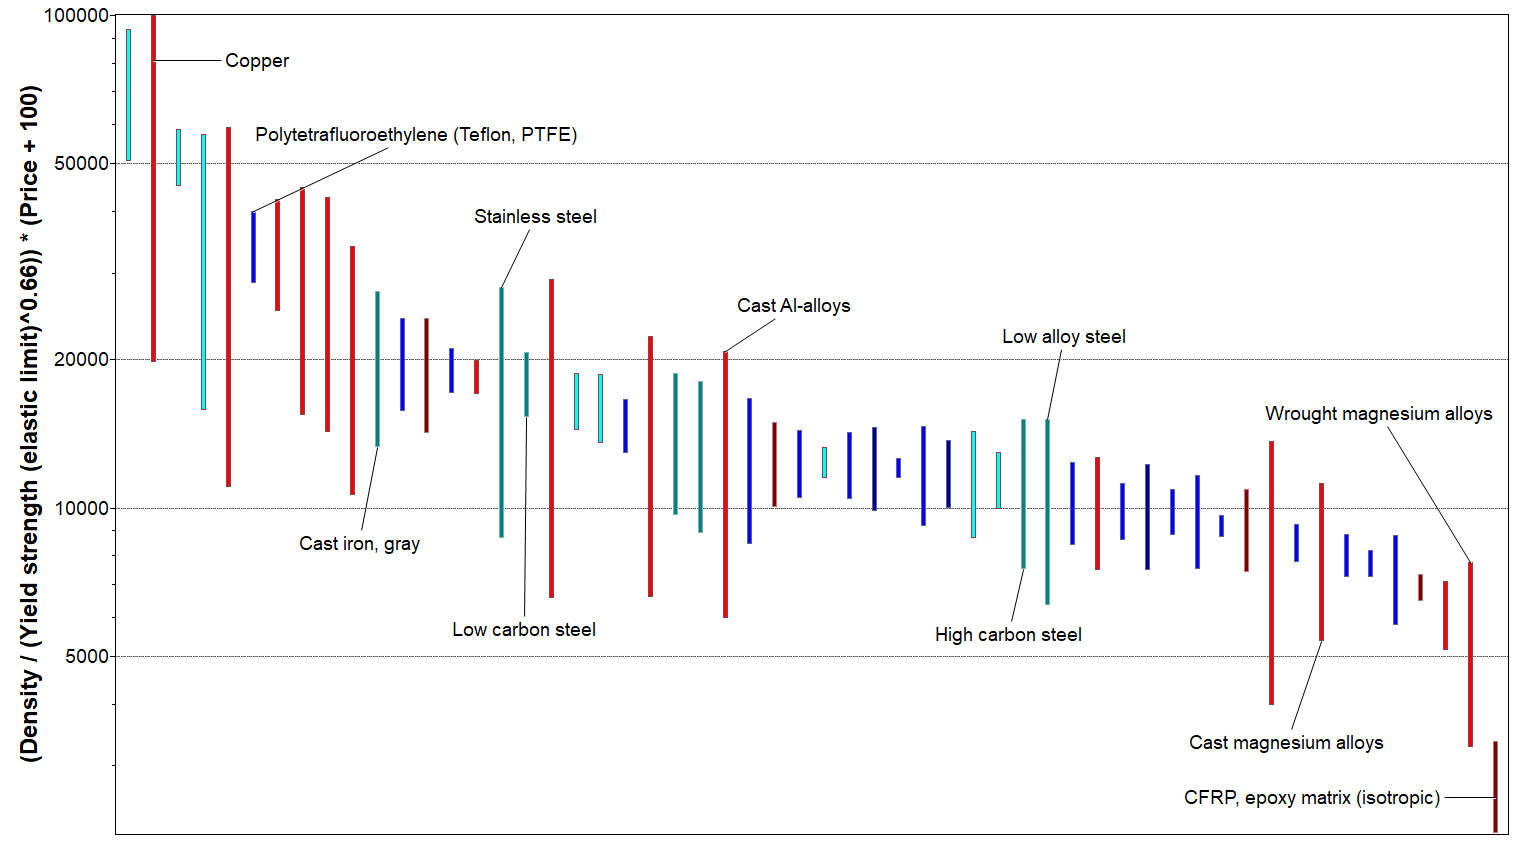 (Density / (Yield strength (elastic limit)^0.66)) * (Price + 100)
100000
50000
20000
10000
5000
Copper
Polytetrafluoroethylene (Teflon, PTFE)
Stainless steel
Cast Al-alloys
Low alloy steel
Wrought magnesium alloys
Cast iron, gray
Low carbon steel
High carbon steel
Cast magnesium alloys
CFRP, epoxy matrix (isotropic)